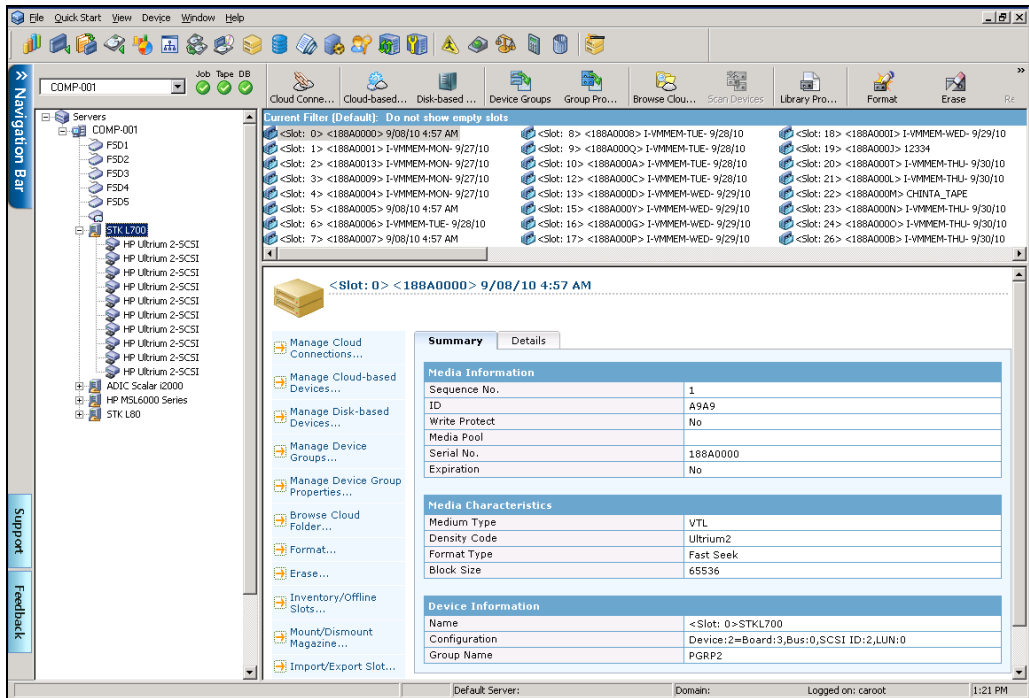 File Quick Start View Device Window Help
» Navigation Bar
COMP-001
Job Tape DB
Cloud Conne... Cloud-based... Disk-based ... Device Groups Group Pro... Browse Clou... Scan Devices Library Pro... Format Erase Re »
Servers
COMP-001
FSD1
FSD2
FSD3
FSD4
FSD5
STK L700
HP Ultrium 2-SCSI
HP Ultrium 2-SCSI
HP Ultrium 2-SCSI
HP Ultrium 2-SCSI
HP Ultrium 2-SCSI
HP Ultrium 2-SCSI
HP Ultrium 2-SCSI
HP Ultrium 2-SCSI
HP Ultrium 2-SCSI
HP Ultrium 2-SCSI
ADIC Scalar i2000
HP MSL6000 Series
STK L80
Support
Feedback
Current Filter (Default): Do not show empty slots
<Slot: 0> <188A0000> 9/08/10 4:57 AM
<Slot: 1> <188A0001> I-VMMEM-MON- 9/27/10
<Slot: 2> <188A0013> I-VMMEM-MON- 9/27/10
<Slot: 3> <188A0009> I-VMMEM-MON- 9/27/10
<Slot: 4> <188A0004> I-VMMEM-MON- 9/27/10
<Slot: 5> <188A0005> 9/08/10 4:57 AM
<Slot: 6> <188A0006> I-VMMEM-TUE- 9/28/10
<Slot: 7> <188A0007> 9/08/10 4:57 AM
<Slot: 8> <188A0008> I-VMMEM-TUE- 9/28/10
<Slot: 9> <188A000Q> I-VMMEM-TUE- 9/28/10
<Slot: 10> <188A000A> I-VMMEM-TUE- 9/28/10
<Slot: 12> <188A000C> I-VMMEM-TUE- 9/28/10
<Slot: 13> <188A000D> I-VMMEM-WED- 9/29/10
<Slot: 15> <188A000Y> I-VMMEM-WED- 9/29/10
<Slot: 16> <188A000G> I-VMMEM-WED- 9/29/10
<Slot: 17> <188A000P> I-VMMEM-WED- 9/29/10
<Slot: 18> <188A000I> I-VMMEM-WED- 9/29/10
<Slot: 19> <188A000J> 12334
<Slot: 20> <188A000T> I-VMMEM-THU- 9/30/10
<Slot: 21> <188A000L> I-VMMEM-THU- 9/30/10
<Slot: 22> <188A000M> CHINTA_TAPE
<Slot: 23> <188A000N> I-VMMEM-THU- 9/30/10
<Slot: 24> <188A000O> I-VMMEM-THU- 9/30/10
<Slot: 26> <188A000B> I-VMMEM-THU- 9/30/10
<Slot: 0> <188A0000> 9/08/10 4:57 AM
Manage Cloud
Connections...
Manage Cloud-based
Devices...
Manage Disk-based
Devices...
Manage Device
Groups...
Manage Device Group
Properties...
Browse Cloud
Folder...
Format...
Erase...
Inventory/Offline
Slots...
Mount/Dismount
Magazine...
Import/Export Slot...
Summary Details
Media Information
Sequence No. 1
ID A9A9
Write Protect No
Media Pool
Serial No. 188A0000
Expiration No
Media Characteristics
Medium Type VTL
Density Code Ultrium2
Format Type Fast Seek
Block Size 65536
Device Information
Name <Slot: 0>STKL700
Configuration Device:2=Board:3,Bus:0,SCSI ID:2,LUN:0
Group Name PGRP2
Default Server: Domain: Logged on: caroot 1:21 PM